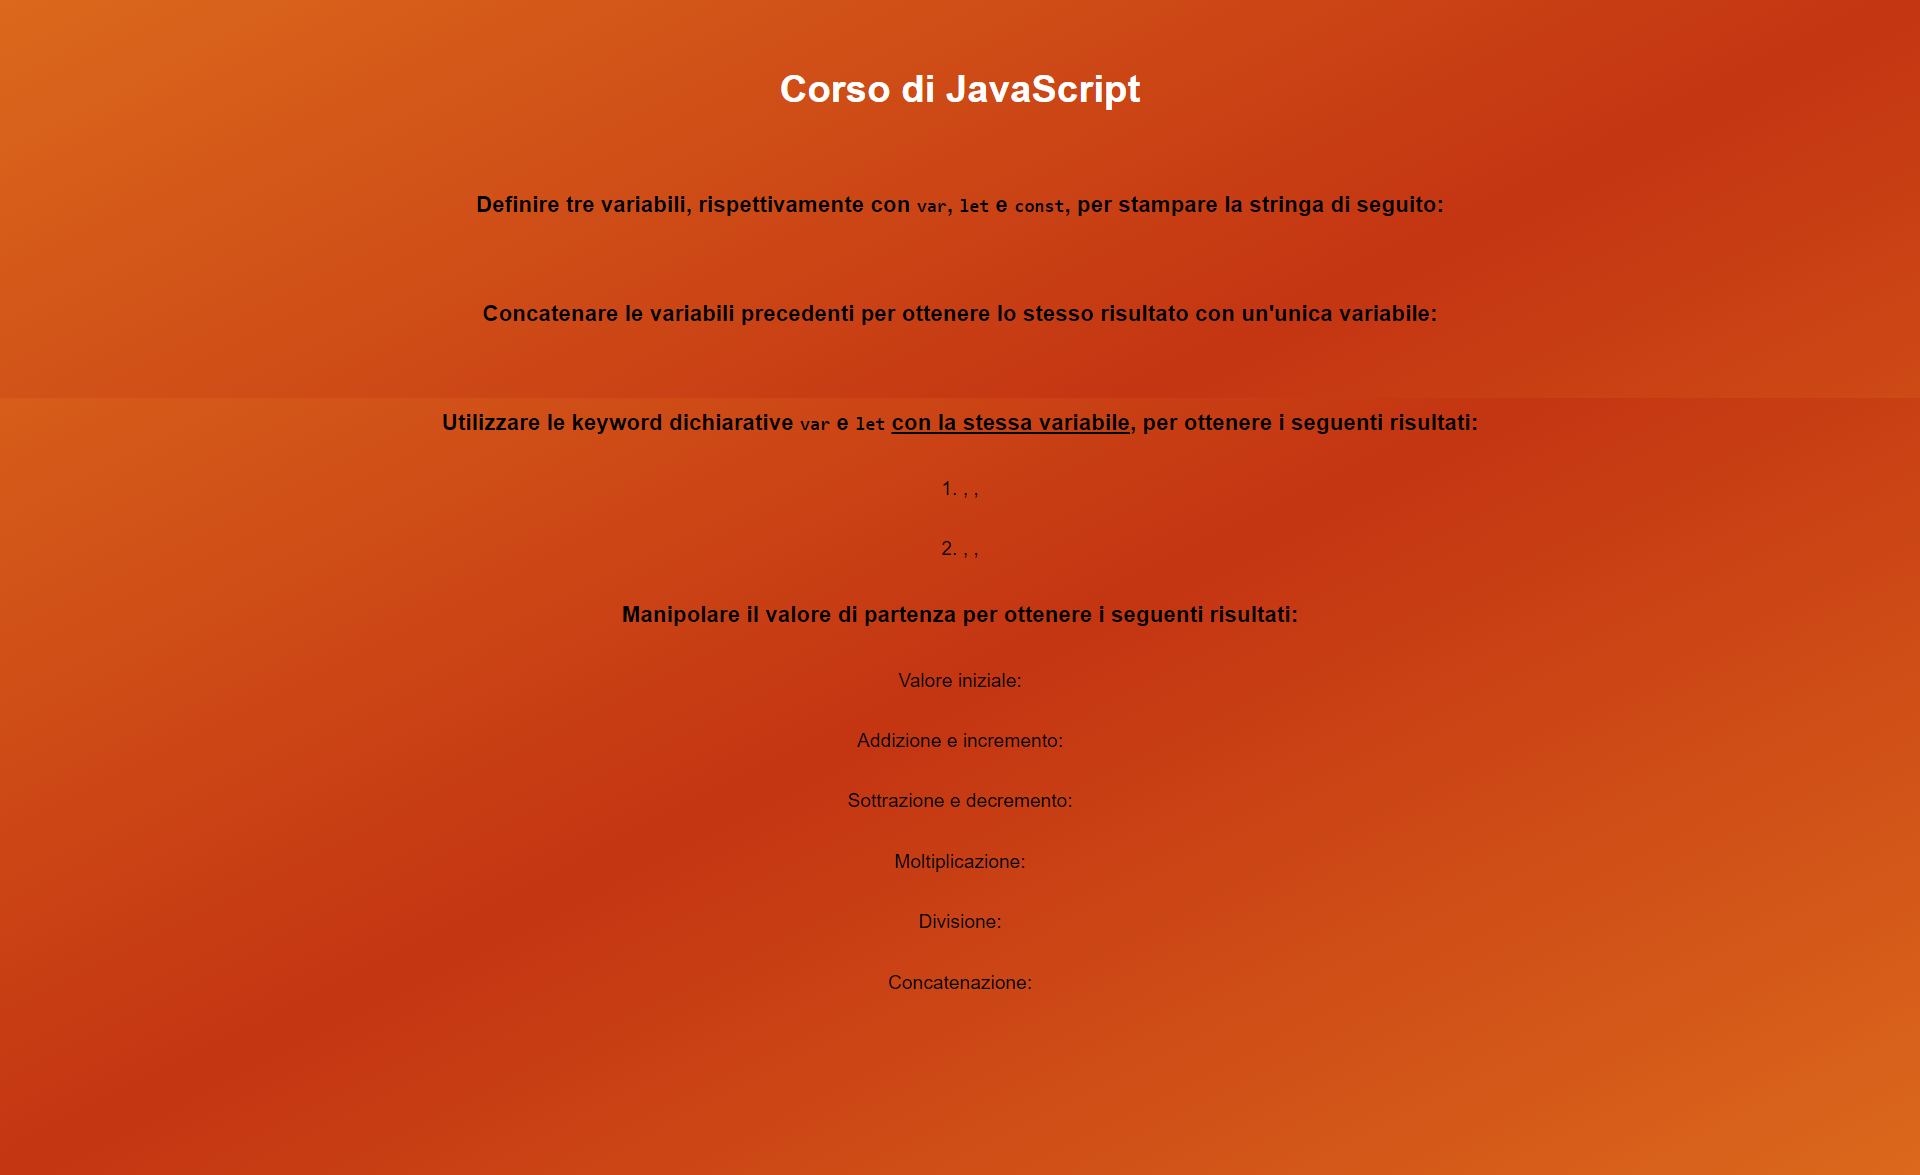 Corso di JavaScript
Definire tre variabili, rispettivamente con var, let e const, per stampare la stringa di seguito:
Concatenare le variabili precedenti per ottenere lo stesso risultato con un'unica variabile:
Utilizzare le keyword dichiarative var e let con la stessa variabile, per ottenere i seguenti risultati:
1. , ,
2. , ,
Manipolare il valore di partenza per ottenere i seguenti risultati:
Valore iniziale:
Addizione e incremento:
Sottrazione e decremento:
Moltiplicazione:
Divisione:
Concatenazione: